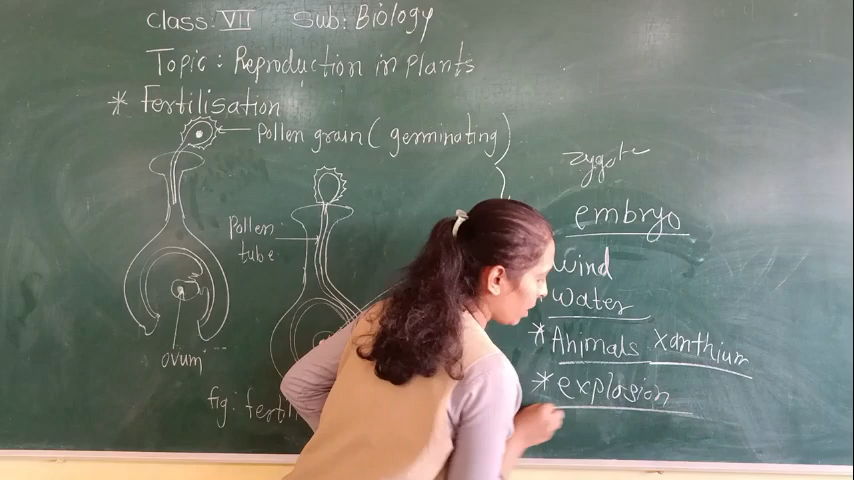 Class: VII Sub: Biology
Topic: Reproduction in plants
* Fertilisation
Pollen grain (germinating)
Pollen
tube
ovum
fig:
zygote
embryo
wind
water
* Animals xanthium
* explosion